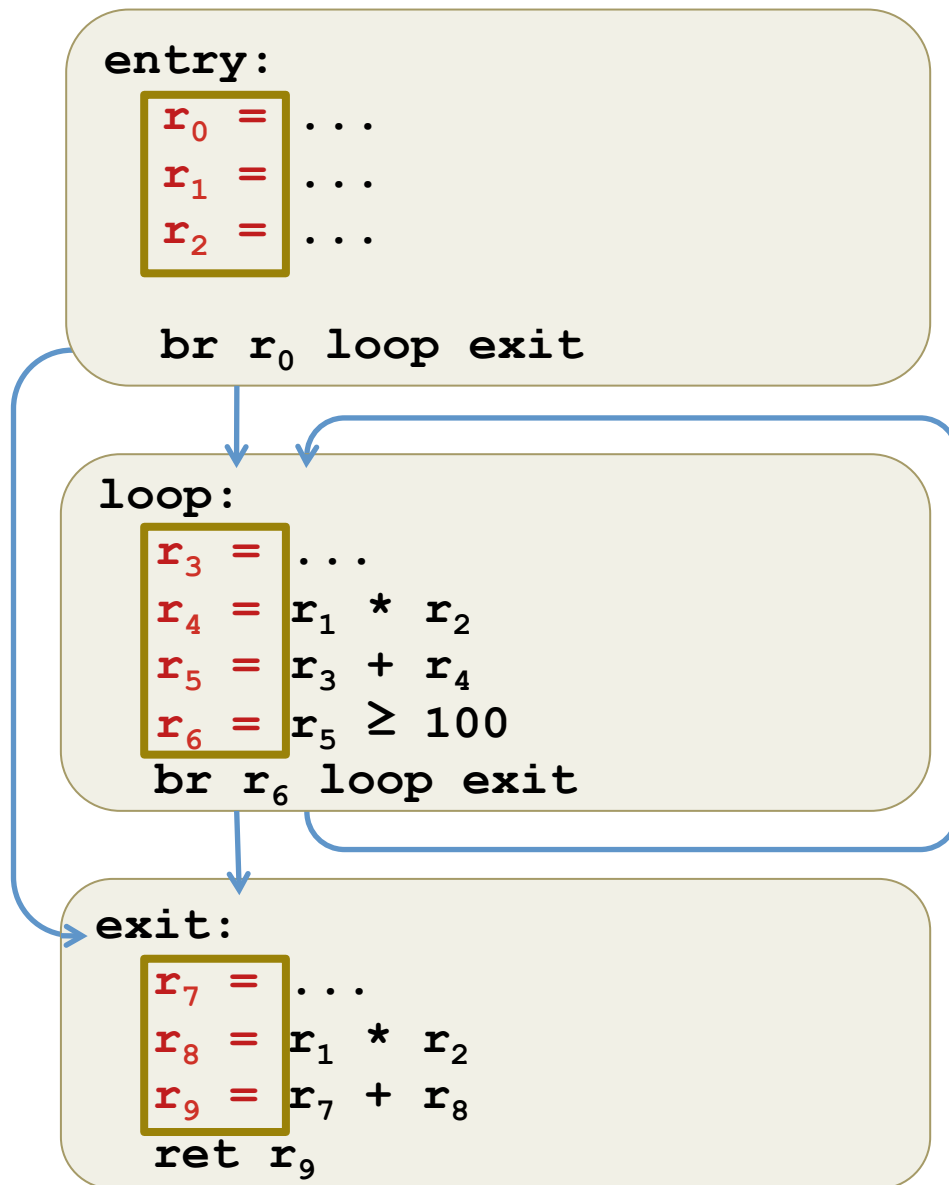 entry:
r₀ = ...
r₁ = ...
r₂ = ...
br r₀ loop exit
loop:
r₃ = ...
r₄ = r₁ * r₂
r₅ = r₃ + r₄
r₆ = r₅ ≥ 100
br r₆ loop exit
exit:
r₇ = ...
r₈ = r₁ * r₂
r₉ = r₇ + r₈
ret r₉